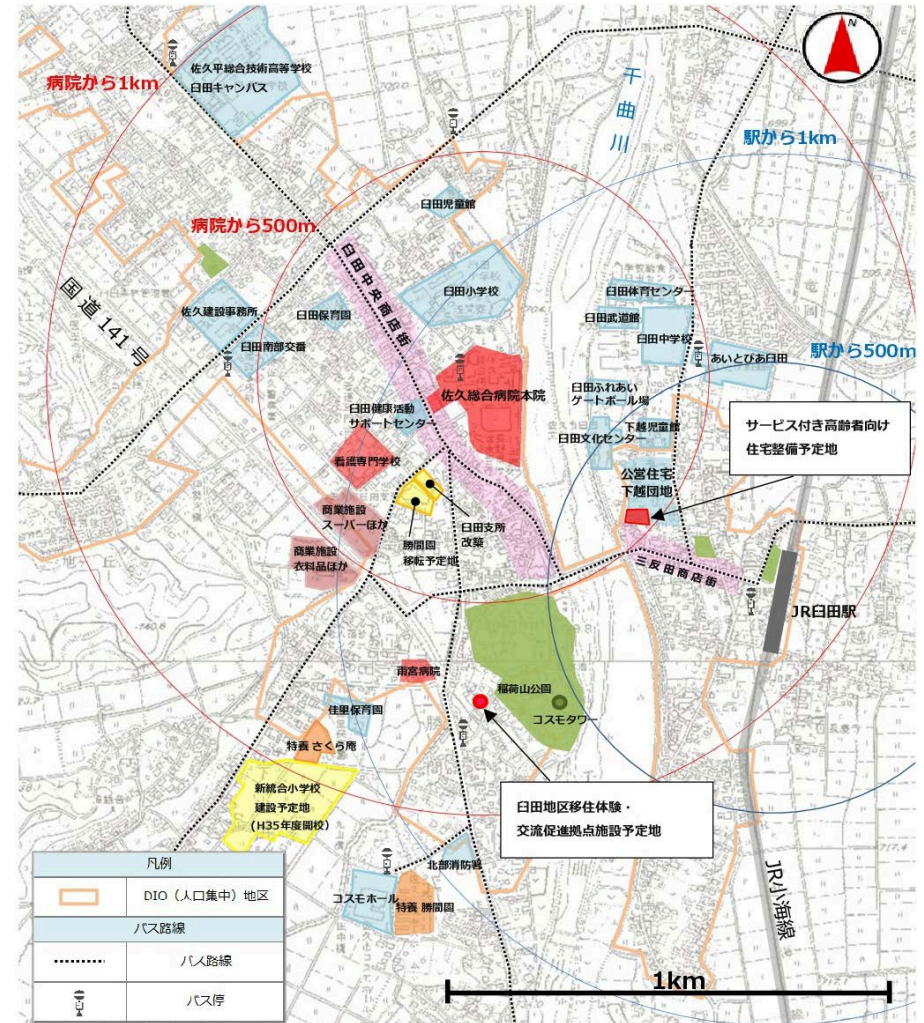 佐久平総合技術高等学校
臼田キャンパス
病院から1km
N
千曲川
駅から1km
臼田児童館
病院から500m
臼田中央商店街
臼田小学校
国道141号
佐久建設事務所
臼田保育園
臼田南部交番
臼田体育センター
臼田武道館
臼田中学校
あいとぴあ臼田
駅から500m
佐久総合病院本院
臼田健康活動
サポートセンター
臼田ふれあい
ゲートボール場
臼田文化センター
下越児童館
サービス付き高齢者向け
住宅整備予定地
看護専門学校
公営住宅
下越団地
商業施設
スーパーほか
臼田支所
改築
勝間園
移転予定地
商業施設
衣料品ほか
三反田商店街
JR臼田駅
雨宮病院
稲荷山公園
コスモタワー
佳里保育園
特養 さくら庵
新統合小学校
建設予定地
(H35年度開校)
臼田地区移住体験・
交流促進拠点施設予定地
北部消防署
コスモホール
特養 勝間園
JR小海線
凡例
DIO（人口集中）地区
バス路線
バス路線
バス停
1km